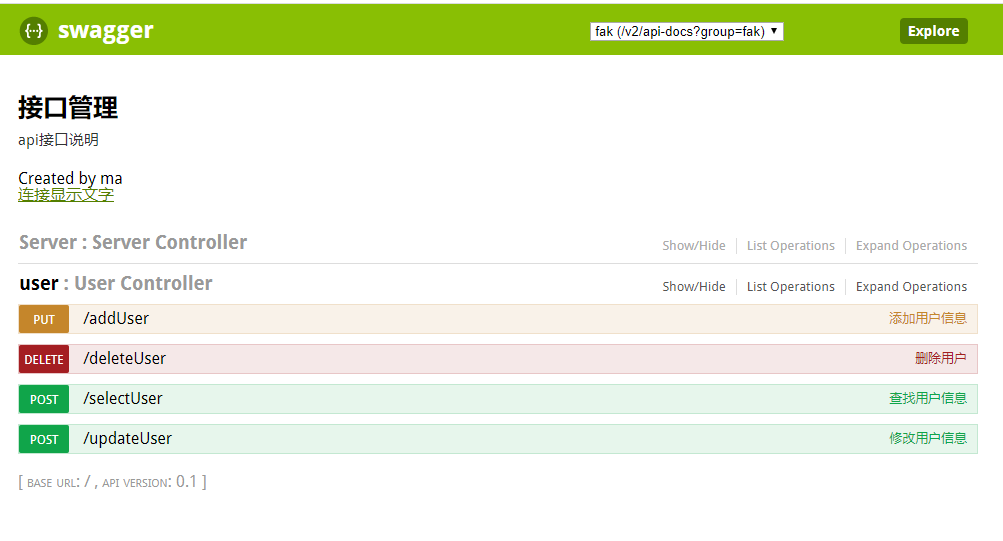 {··} swagger fak (/v2/api-docs?group=fak) ▼ Explore
接口管理
api接口说明
Created by ma
连接显示文字
Server : Server Controller Show/Hide List Operations Expand Operations
user : User Controller Show/Hide List Operations Expand Operations
PUT /addUser 添加用户信息
DELETE /deleteUser 删除用户
POST /selectUser 查找用户信息
POST /updateUser 修改用户信息
[ BASE URL: / , API VERSION: 0.1 ]